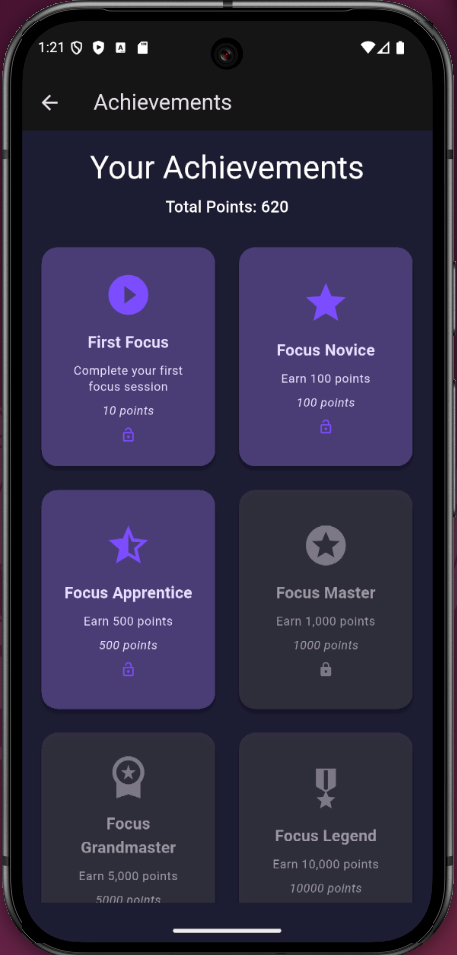 1:21
Achievements
Your Achievements
Total Points: 620
First Focus
Complete your first
focus session
10 points
Focus Novice
Earn 100 points
100 points
Focus Apprentice
Earn 500 points
500 points
Focus Master
Earn 1,000 points
1000 points
Focus
Grandmaster
Earn 5,000 points
5000 points
Focus Legend
Earn 10,000 points
10000 points